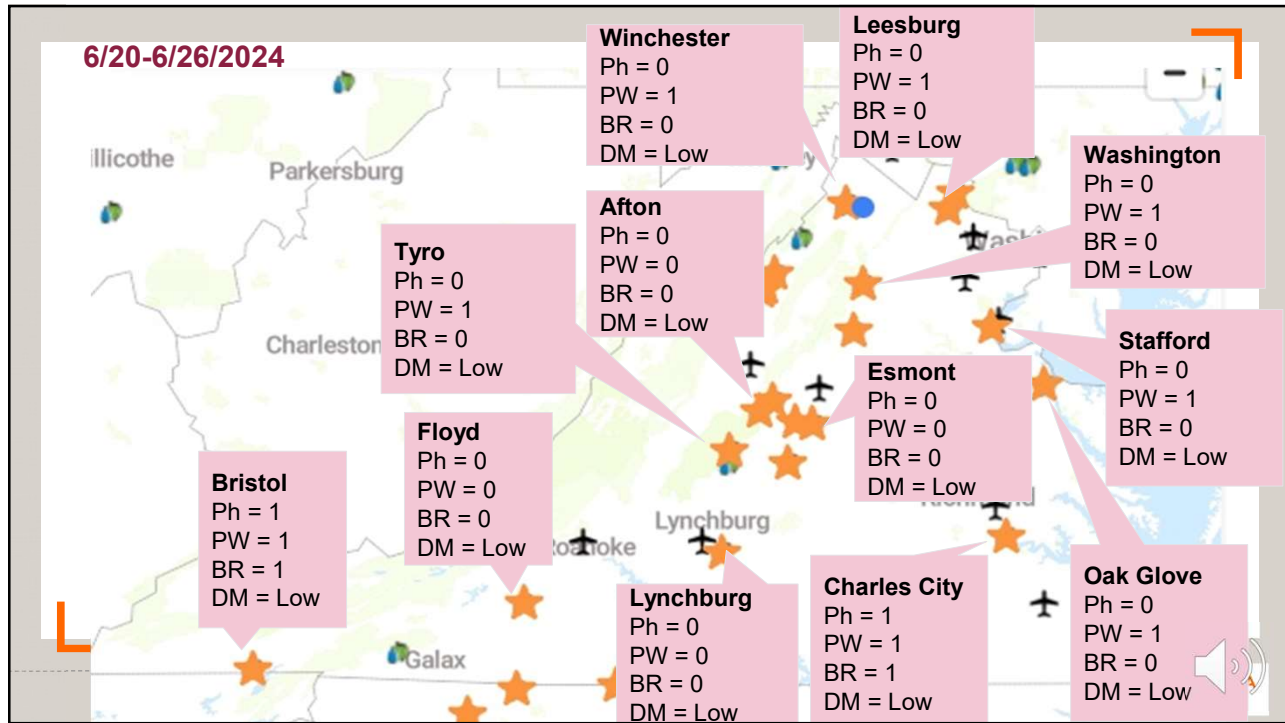 6/20-6/26/2024
Winchester
Ph = 0
PW = 1
BR = 0
DM = Low
Leesburg
Ph = 0
PW = 1
BR = 0
DM = Low
Washington
Ph = 0
PW = 1
BR = 0
DM = Low
Afton
Ph = 0
PW = 0
BR = 0
DM = Low
Tyro
Ph = 0
PW = 1
BR = 0
DM = Low
Stafford
Ph = 0
PW = 1
BR = 0
DM = Low
Esmont
Ph = 0
PW = 0
BR = 0
DM = Low
Floyd
Ph = 0
PW = 0
BR = 0
DM = Low
Bristol
Ph = 1
PW = 1
BR = 1
DM = Low
Lynchburg
Ph = 0
PW = 0
BR = 0
DM = Low
Charles City
Ph = 1
PW = 1
BR = 1
DM = Low
Oak Glove
Ph = 0
PW = 1
BR = 0
DM = Low
illicothe
Parkersburg
Charleston
Washi
Lynchburg
Roanoke
Galax